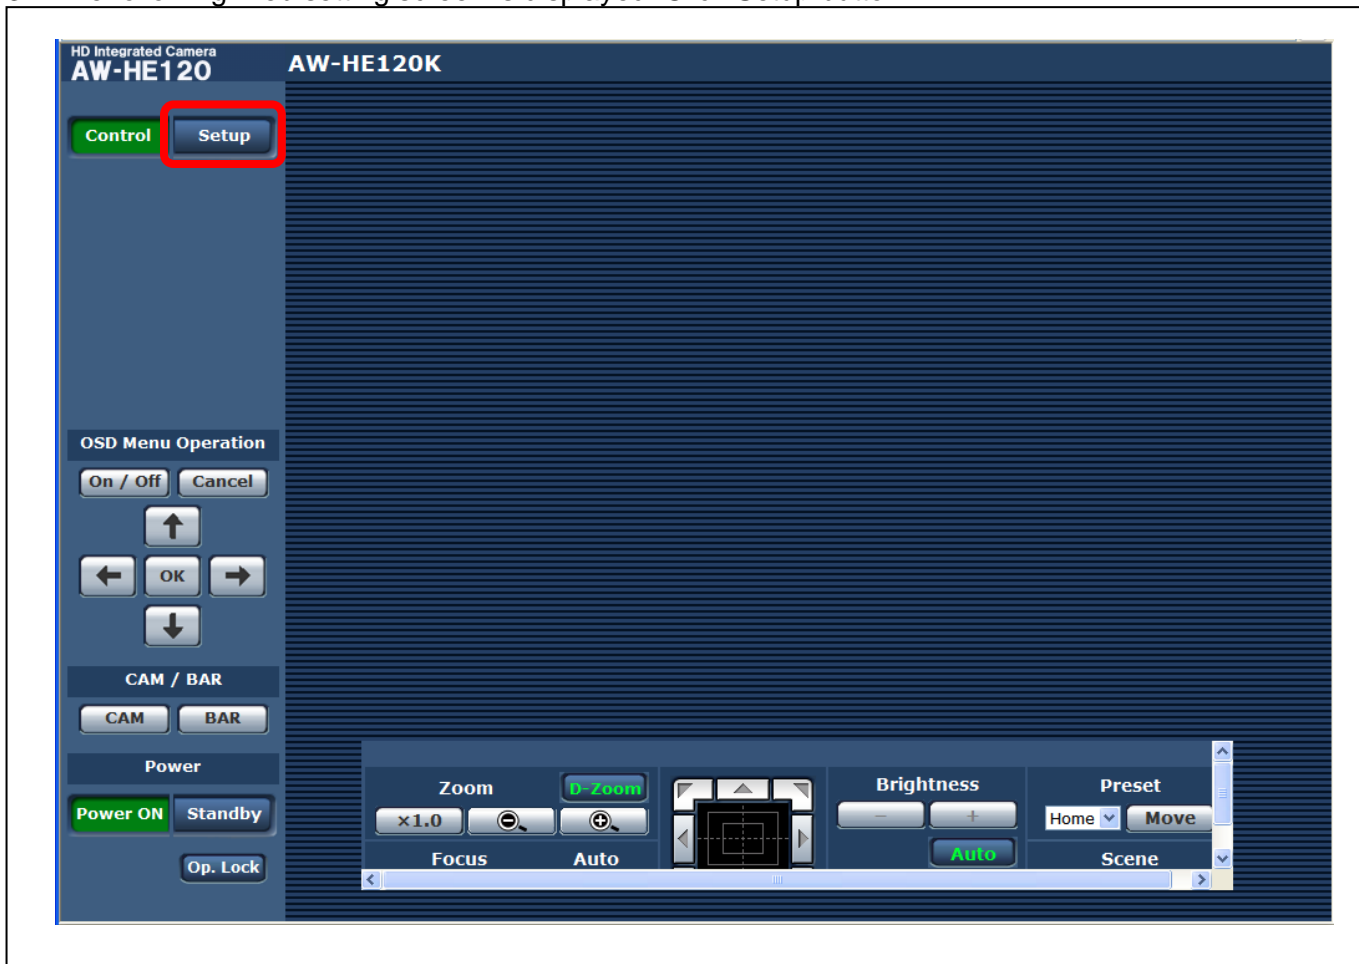 HD Integrated Camera
AW-HE120
AW-HE120K
Control
Setup
OSD Menu Operation
On / Off
Cancel
OK
CAM / BAR
CAM
BAR
Power
Power ON
Standby
Op. Lock
Zoom
D-Zoom
×1.0
Focus
Auto
Brightness
Auto
Preset
Home
Move
Scene